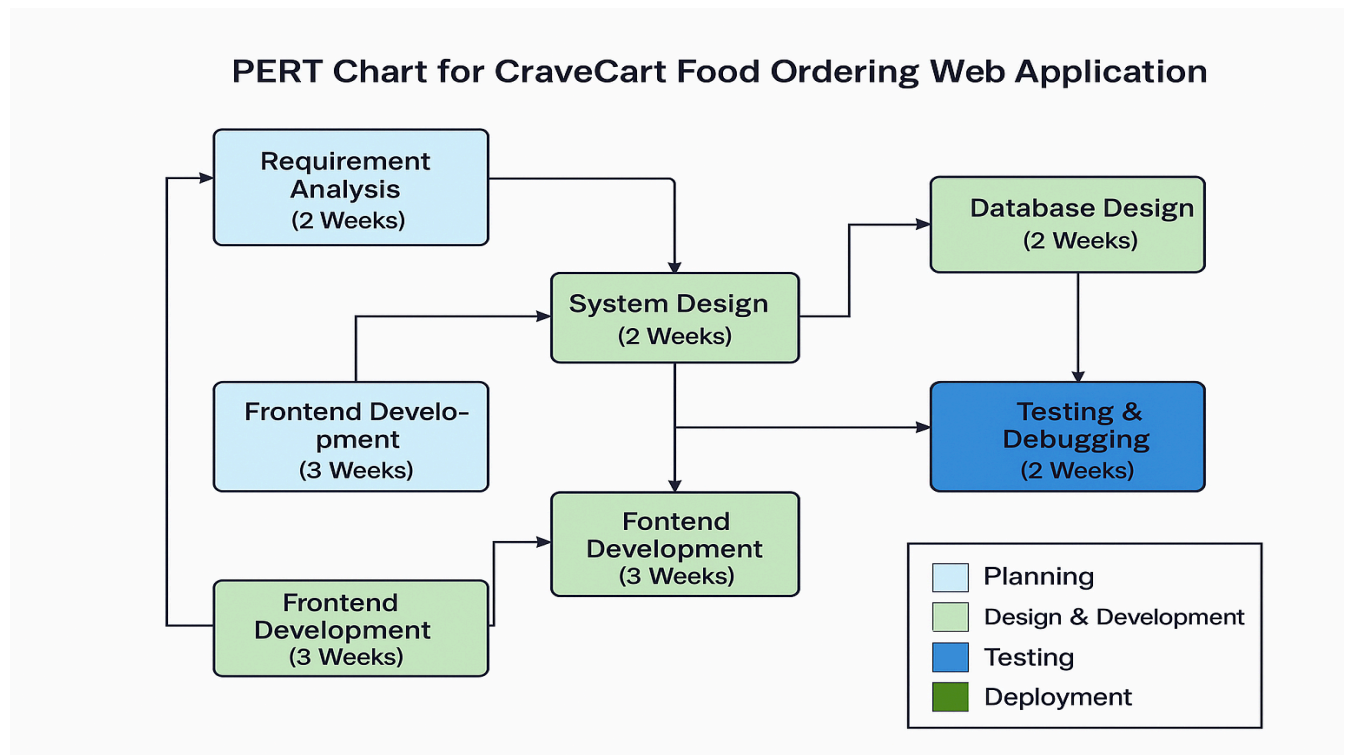 PERT Chart for CraveCart Food Ordering Web Application
Requirement
Analysis
(2 Weeks)
Database Design
(2 Weeks)
System Design
(2 Weeks)
Frontend Develo-
pment
(3 Weeks)
Testing &
Debugging
(2 Weeks)
Fontend
Development
(3 Weeks)
Frontend
Development
(3 Weeks)
Planning
Design & Development
Testing
Deployment